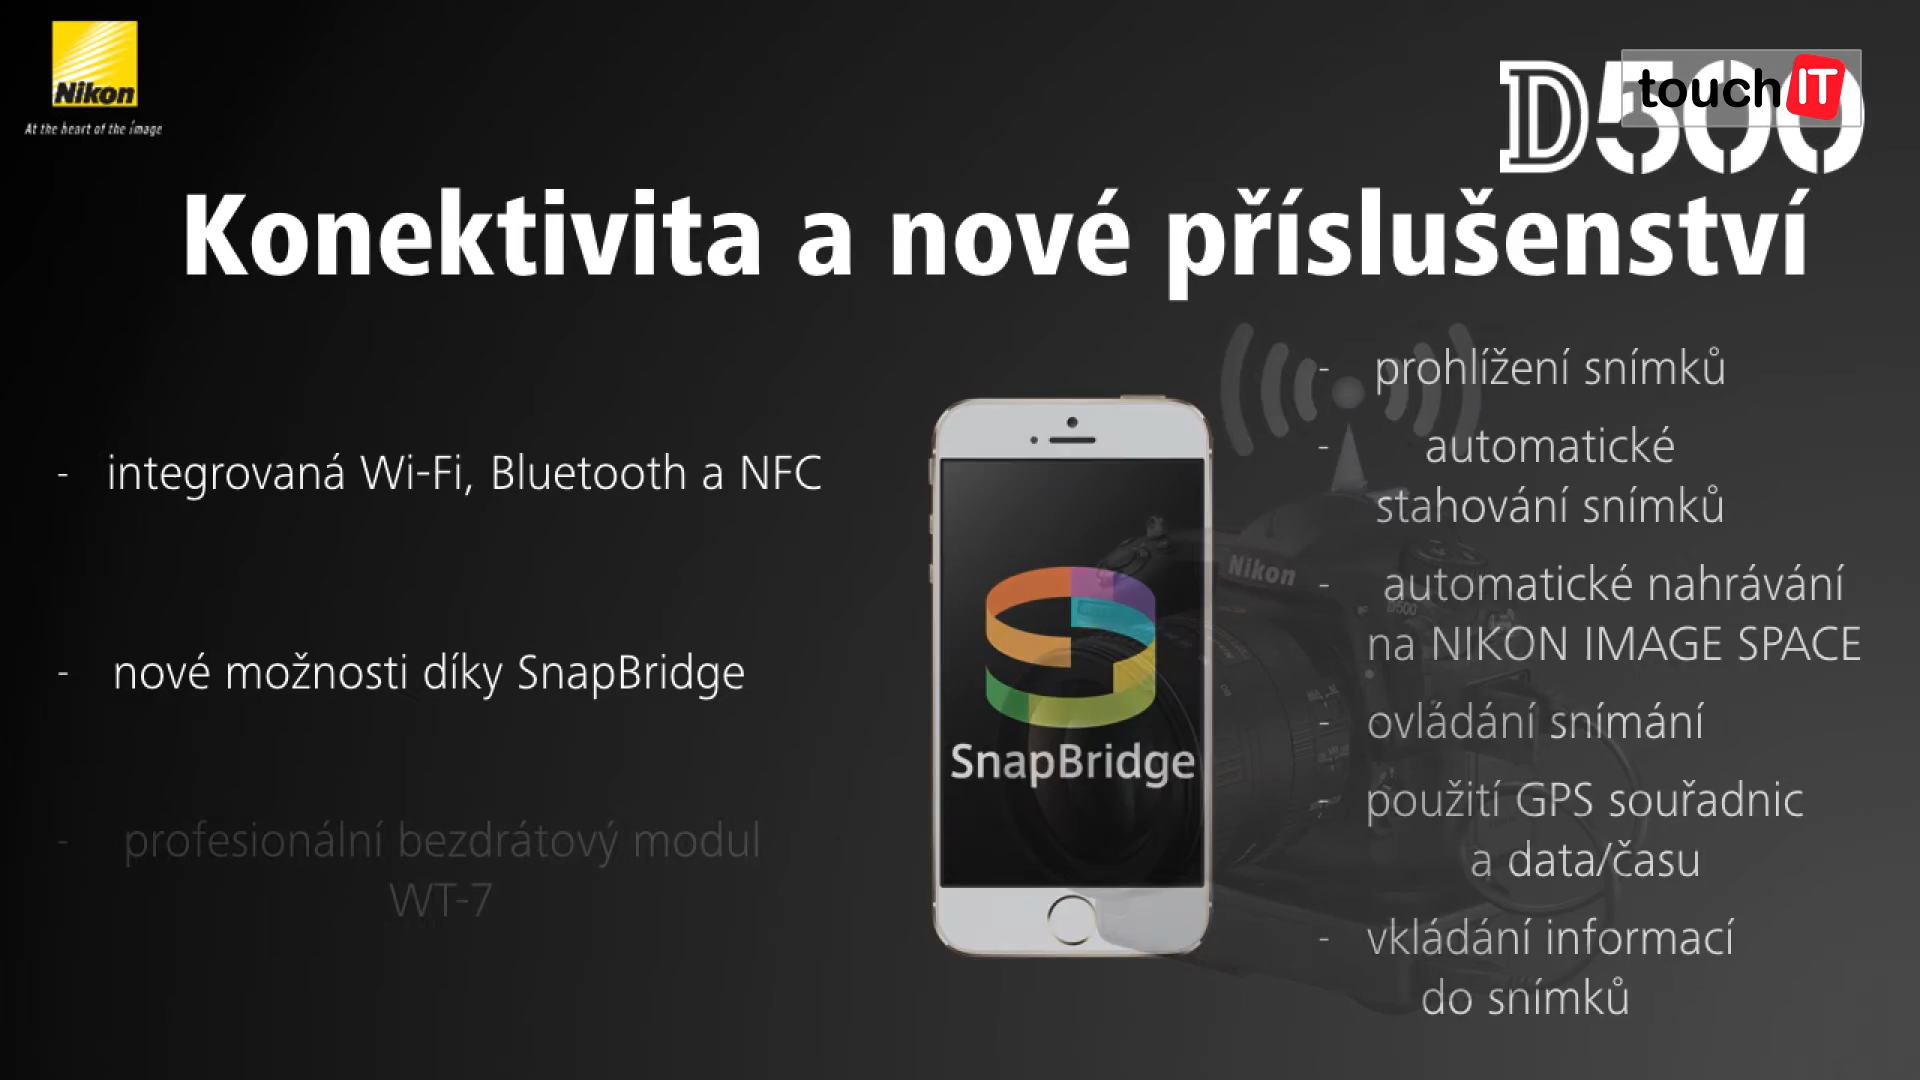 Nikon
At the heart of the image
D500
touchIT
Konektivita a nové příslušenství
- integrovaná Wi-Fi, Bluetooth a NFC
- nové možnosti díky SnapBridge
- profesionální bezdrátový modul
WT-7
SnapBridge
Nikon
D500
- prohlížení snímků
- automatické
stahování snímků
- automatické nahrávání
na NIKON IMAGE SPACE
- ovládání snímání
- použití GPS souřadnic
a data/času
- vkládání informací
do snímků